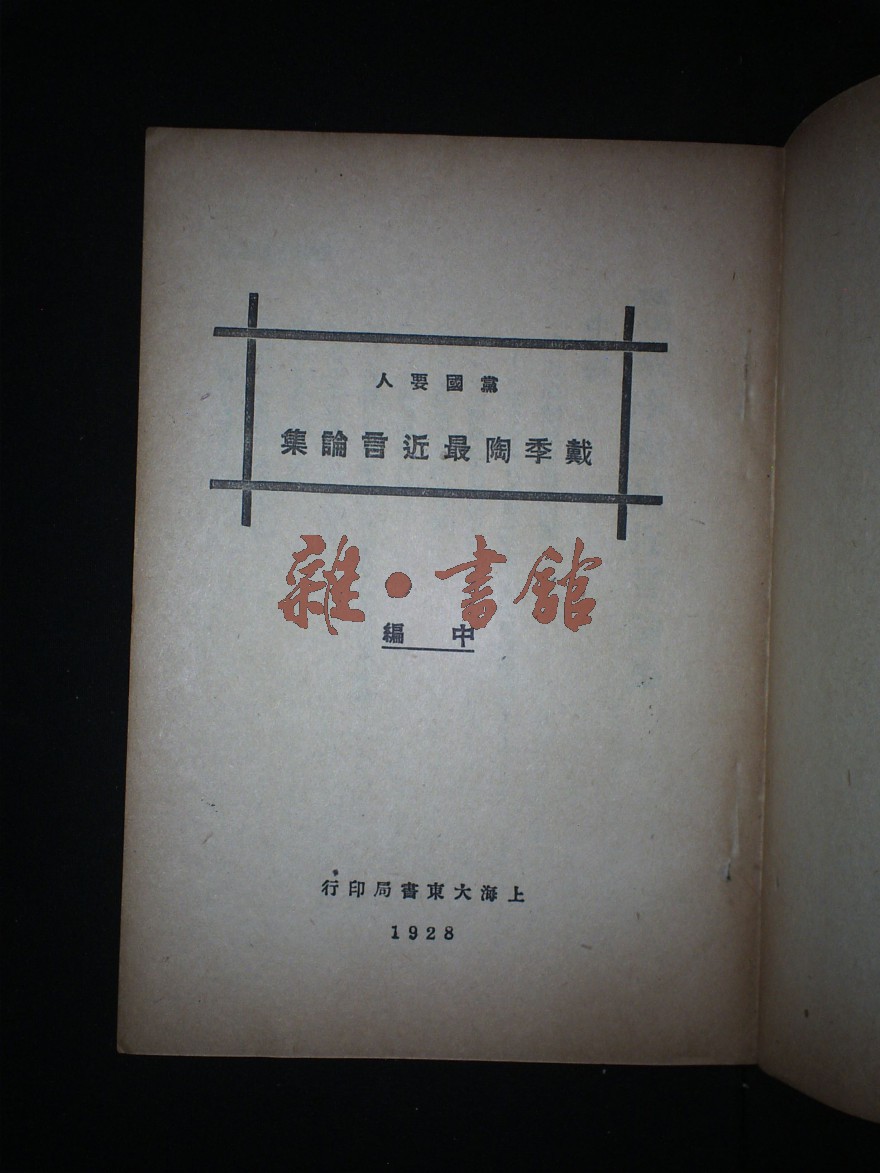 黨國要人
戴季陶最近言論集
雜·書館
中編
上海大東書局印行
1928